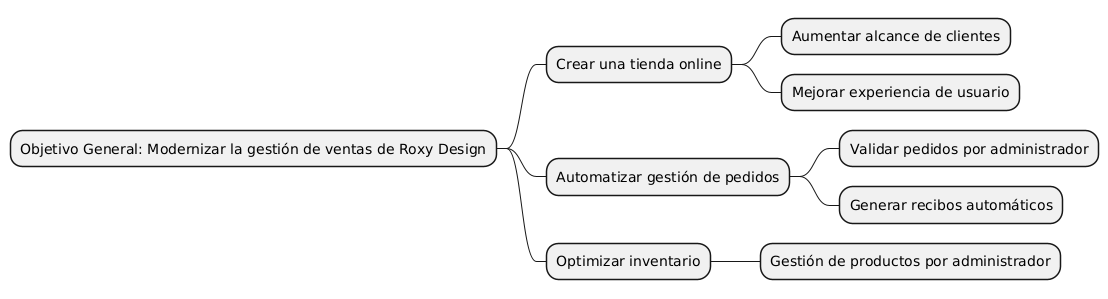 Objetivo General: Modernizar la gestión de ventas de Roxy Design
Crear una tienda online
Aumentar alcance de clientes
Mejorar experiencia de usuario
Automatizar gestión de pedidos
Validar pedidos por administrador
Generar recibos automáticos
Optimizar inventario
Gestión de productos por administrador